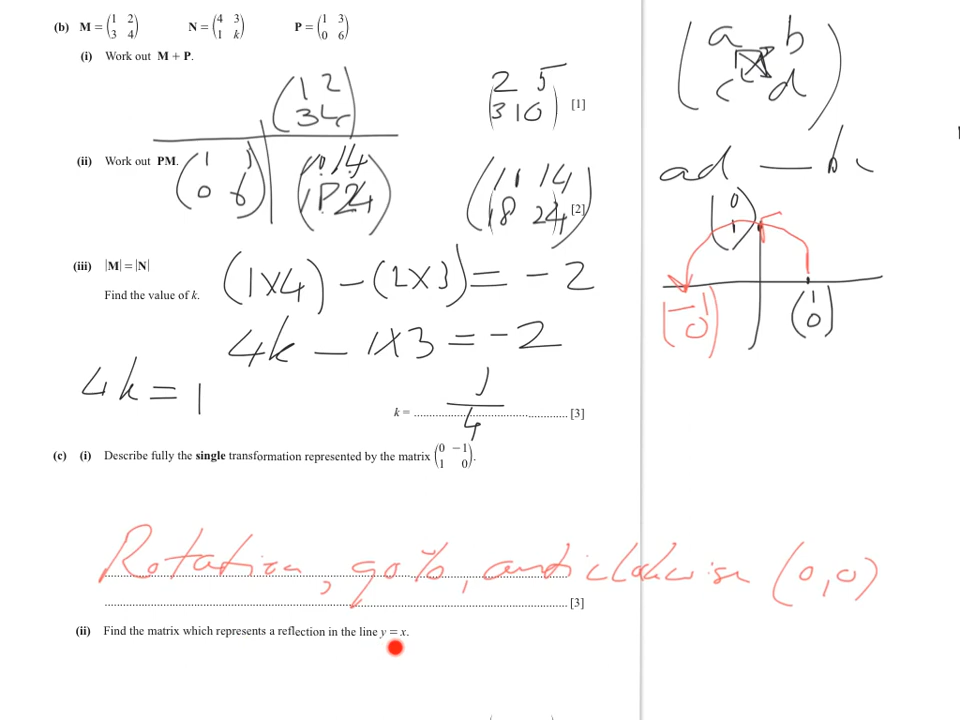 (b) M = (1 2 3 4) N = (4 3 1 k) P = (1 3 0 6)
(i) Work out M + P.
(1 2 3 4)
(2 5 3 10) [1]
(a b c d)
(ii) Work out PM.
(1 3 0 6)
(11 14 18 24) [2]
ad — bc
(0 1)
(iii) |M| = |N|
(1×4) − (2×3) = −2
Find the value of k.
(−1 0) (1 0)
4k − 1×3 = −2
4k = 1
k = 1/4 [3]
(c) (i) Describe fully the single transformation represented by the matrix (0 −1 1 0).
Rotation, 90%, anticlokwise (0,0)
[3]
(ii) Find the matrix which represents a reflection in the line y = x.